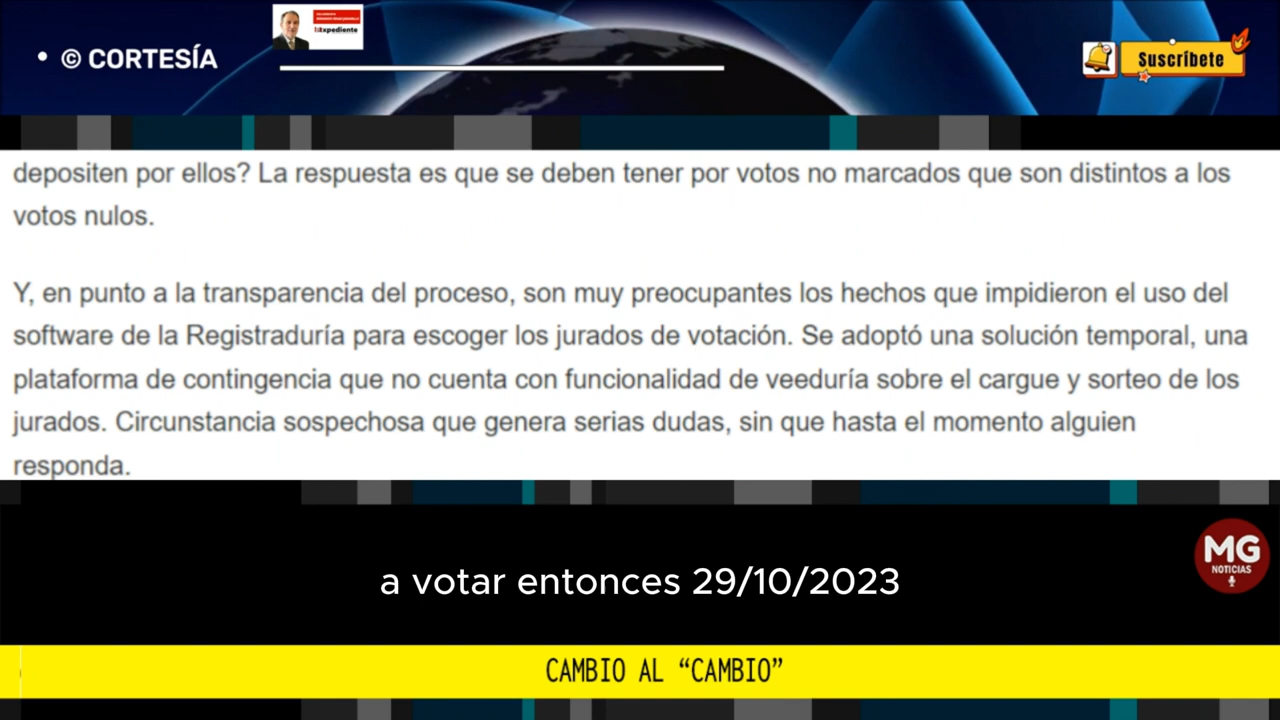 • © CORTESÍA
Expediente
Suscríbete
depositen por ellos? La respuesta es que se deben tener por votos no marcados que son distintos a los
votos nulos.
Y, en punto a la transparencia del proceso, son muy preocupantes los hechos que impidieron el uso del
software de la Registraduría para escoger los jurados de votación. Se adoptó una solución temporal, una
plataforma de contingencia que no cuenta con funcionalidad de veeduría sobre el cargue y sorteo de los
jurados. Circunstancia sospechosa que genera serias dudas, sin que hasta el momento alguien
responda.
MG
NOTICIAS
a votar entonces 29/10/2023
CAMBIO AL “CAMBIO”